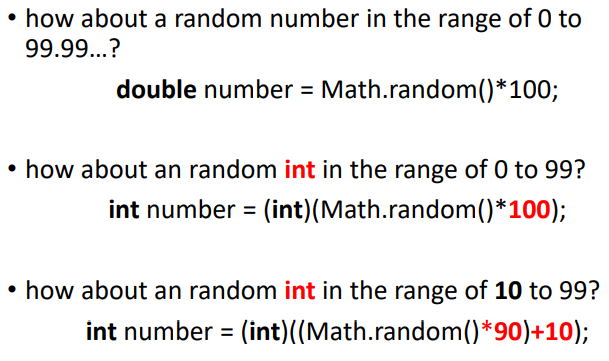 • how about a random number in the range of 0 to
99.99...?
double number = Math.random()*100;
• how about an random int in the range of 0 to 99?
int number = (int)(Math.random()*100);
• how about an random int in the range of 10 to 99?
int number = (int)((Math.random()*90)+10);